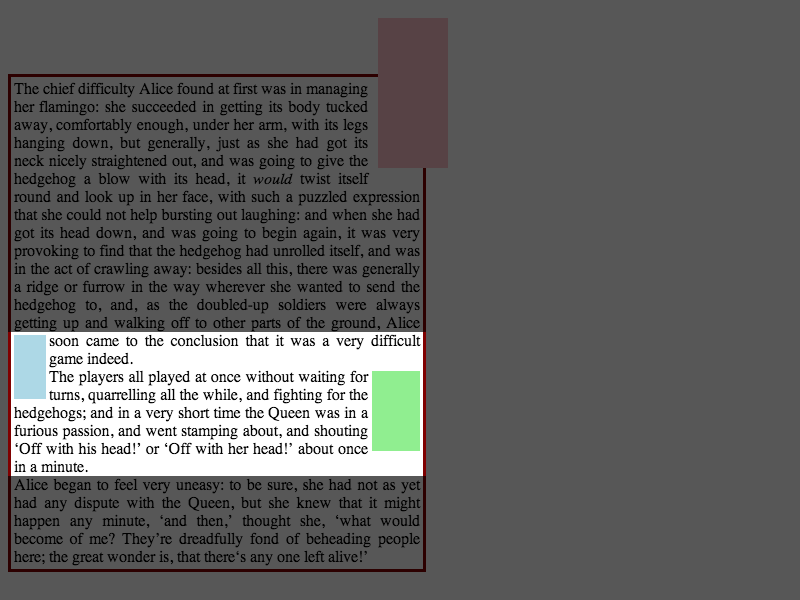 The chief difficulty Alice found at first was in managing
her flamingo: she succeeded in getting its body tucked
away, comfortably enough, under her arm, with its legs
hanging down, but generally, just as she had got its
neck nicely straightened out, and was going to give the
hedgehog a blow with its head, it would twist itself
round and look up in her face, with such a puzzled expression
that she could not help bursting out laughing: and when she had
got its head down, and was going to begin again, it was very
provoking to find that the hedgehog had unrolled itself, and was
in the act of crawling away: besides all this, there was generally
a ridge or furrow in the way wherever she wanted to send the
hedgehog to, and, as the doubled-up soldiers were always
getting up and walking off to other parts of the ground, Alice
soon came to the conclusion that it was a very difficult
game indeed.
The players all played at once without waiting for
turns, quarrelling all the while, and fighting for the
hedgehogs; and in a very short time the Queen was in a
furious passion, and went stamping about, and shouting
‘Off with his head!’ or ‘Off with her head!’ about once
in a minute.
Alice began to feel very uneasy: to be sure, she had not as yet
had any dispute with the Queen, but she knew that it might
happen any minute, ‘and then,’ thought she, ‘what would
become of me? They’re dreadfully fond of beheading people
here; the great wonder is, that there‘s any one left alive!’